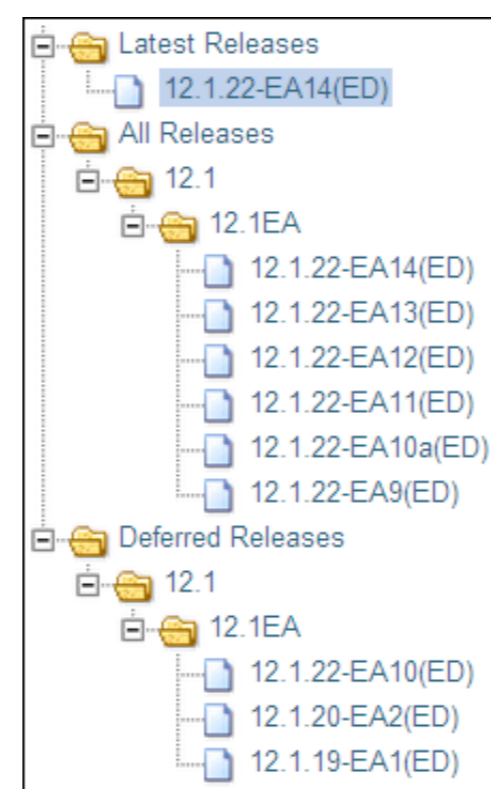 Latest Releases
12.1.22-EA14(ED)
All Releases
12.1
12.1EA
12.1.22-EA14(ED)
12.1.22-EA13(ED)
12.1.22-EA12(ED)
12.1.22-EA11(ED)
12.1.22-EA10a(ED)
12.1.22-EA9(ED)
Deferred Releases
12.1
12.1EA
12.1.22-EA10(ED)
12.1.20-EA2(ED)
12.1.19-EA1(ED)